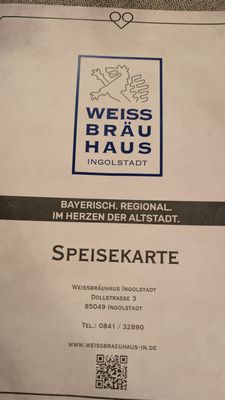 WEISS
BRÄU
HAUS
INGOLSTADT
BAYERISCH. REGIONAL.
IM HERZEN DER ALTSTADT.
SPEISEKARTE
WEISSBRÄUHAUS INGOLSTADT
DOLLSTRASSE 3
85049 INGOLSTADT
TEL.: 0841 / 32890
WWW.WEISSBRAEUHAUS-IN.DE